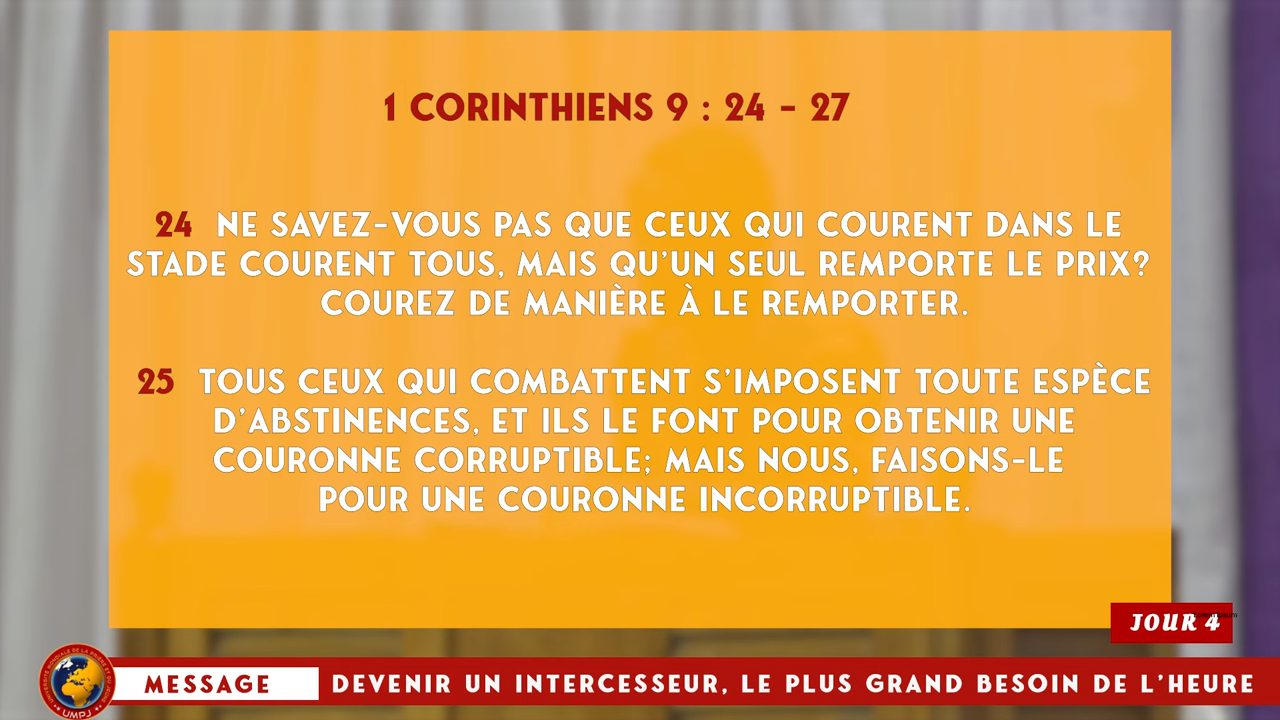 1 CORINTHIENS 9 : 24 - 27
24 NE SAVEZ-VOUS PAS QUE CEUX QUI COURENT DANS LE
STADE COURENT TOUS, MAIS QU'UN SEUL REMPORTE LE PRIX?
COUREZ DE MANIÈRE À LE REMPORTER.
25 TOUS CEUX QUI COMBATTENT S'IMPOSENT TOUTE ESPÈCE
D'ABSTINENCES, ET ILS LE FONT POUR OBTENIR UNE
COURONNE CORRUPTIBLE; MAIS NOUS, FAISONS-LE
POUR UNE COURONNE INCORRUPTIBLE.
JOUR 4
MESSAGE
DEVENIR UN INTERCESSEUR, LE PLUS GRAND BESOIN DE L'HEURE
UMPJ